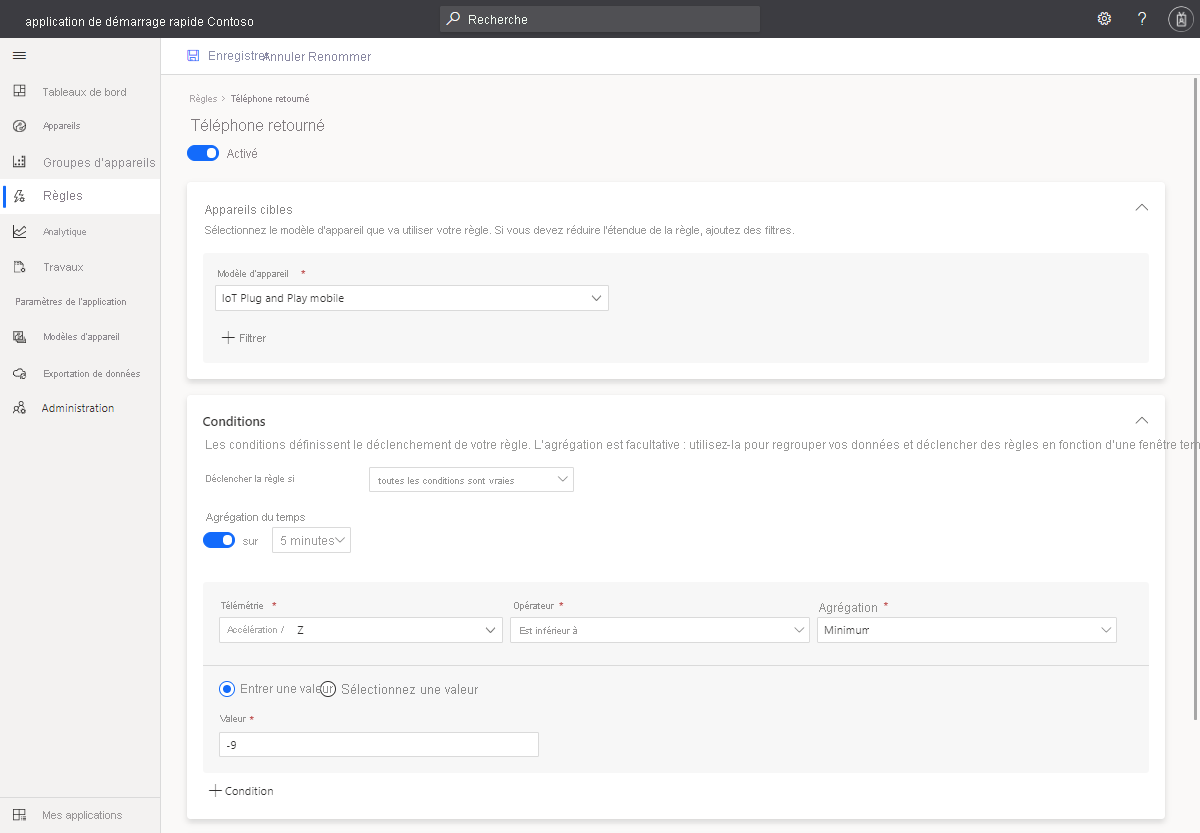 application de démarrage rapide Contoso
Recherche
?
Enregistrer
Annuler Renommer
Tableaux de bord
Appareils
Groupes d'appareils
Règles
Analytique
Travaux
Paramètres de l'application
Modèles d'appareil
Exportation de données
Administration
Mes applications
Règles > Téléphone retourné
Téléphone retourné
Activé
Appareils cibles
Sélectionnez le modèle d'appareil que va utiliser votre règle. Si vous devez réduire l'étendue de la règle, ajoutez des filtres.
Modèle d'appareil *
IoT Plug and Play mobile
Filtrer
Conditions
Les conditions définissent le déclenchement de votre règle. L'agrégation est facultative : utilisez-la pour regrouper vos données et déclencher des règles en fonction d'une fenêtre
Déclencher la règle si
toutes les conditions sont vraies
Agrégation du temps
sur
5 minutes
Télémétrie *
Opérateur *
Agrégation *
Accélération / Z
Est inférieur à
Minimum
Entrer une valeur
Sélectionnez une valeur
Valeur *
-9
Condition